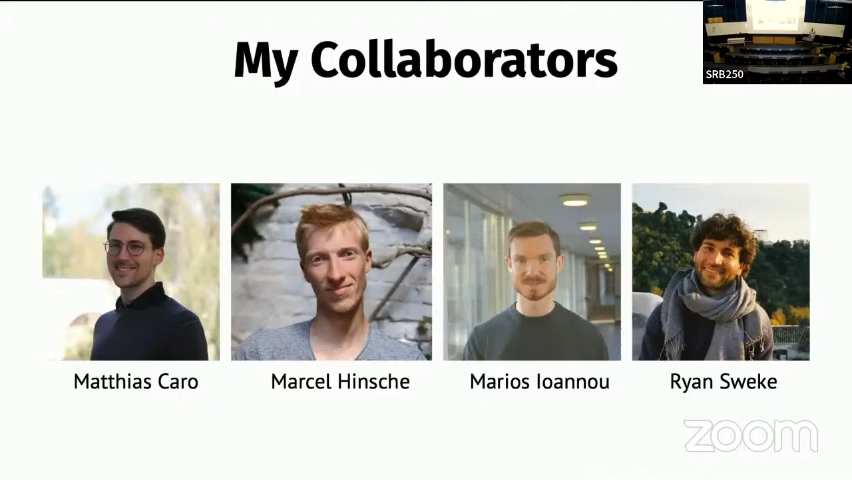 My Collaborators
SRB250
Matthias Caro
Marcel Hinsche
Marios Ioannou
Ryan Sweke
zoom